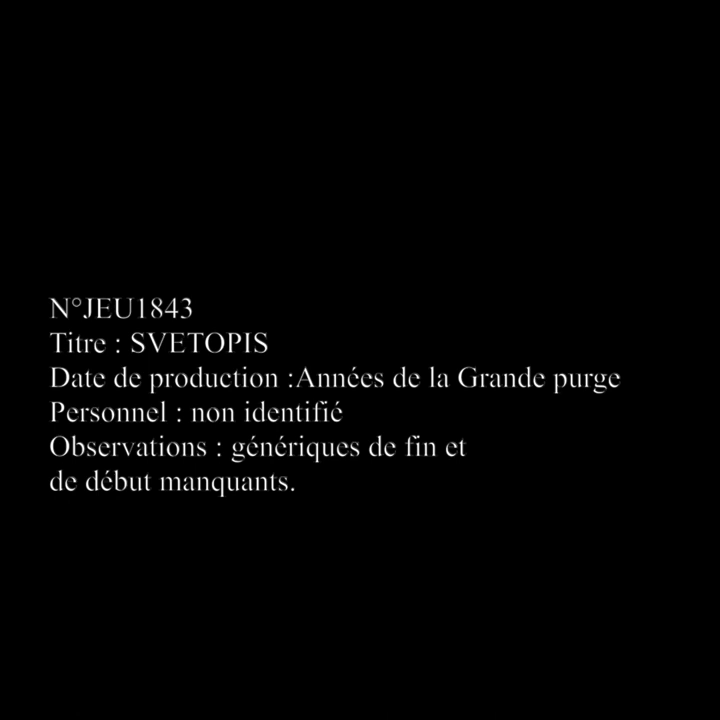 N°JEU1843
Titre : SVETOPIS
Date de production :Années de la Grande purge
Personnel : non identifié
Observations : génériques de fin et
de début manquants.